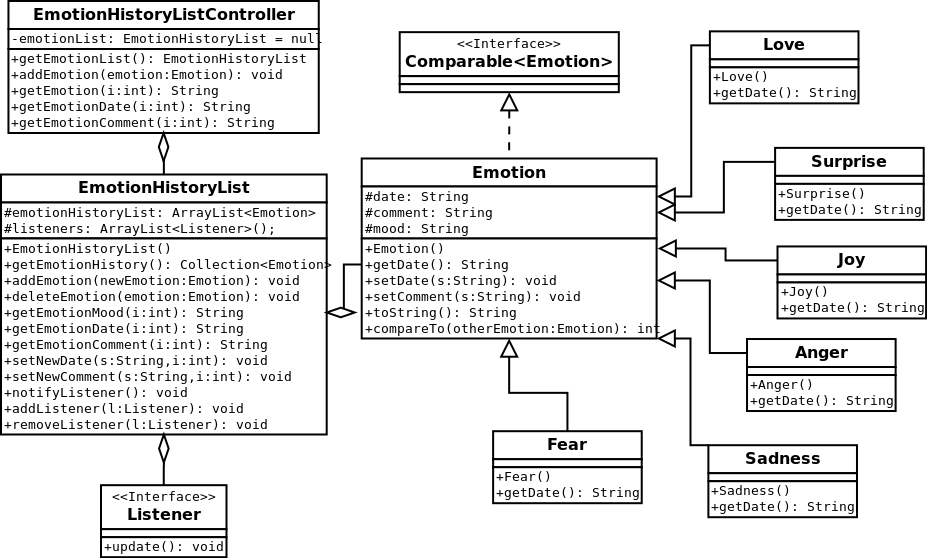 EmotionHistoryListController
-emotionList: EmotionHistoryList = null
+getEmotionList(): EmotionHistoryList
+addEmotion(emotion:Emotion): void
+getEmotion(i:int): String
+getEmotionDate(i:int): String
+getEmotionComment(i:int): String
EmotionHistoryList
#emotionHistoryList: ArrayList<Emotion>
#listeners: ArrayList<Listener>();
+EmotionHistoryList()
+getEmotionHistory(): Collection<Emotion>
+addEmotion(newEmotion:Emotion): void
+deleteEmotion(emotion:Emotion): void
+getEmotionMood(i:int): String
+getEmotionDate(i:int): String
+getEmotionComment(i:int): String
+setNewDate(s:String,i:int): void
+setNewComment(s:String,i:int): void
+notifyListener(): void
+addListener(l:Listener): void
+removeListener(l:Listener): void
<<Interface>>
Listener
+update(): void
<<Interface>>
Comparable<Emotion>
Emotion
#date: String
#comment: String
#mood: String
+Emotion()
+getDate(): String
+setDate(s:String): void
+setComment(s:String): void
+toString(): String
+compareTo(otherEmotion:Emotion): int
Fear
+Fear()
+getDate(): String
Love
+Love()
+getDate(): String
Surprise
+Surprise()
+getDate(): String
Joy
+Joy()
+getDate(): String
Anger
+Anger()
+getDate(): String
Sadness
+Sadness()
+getDate(): String